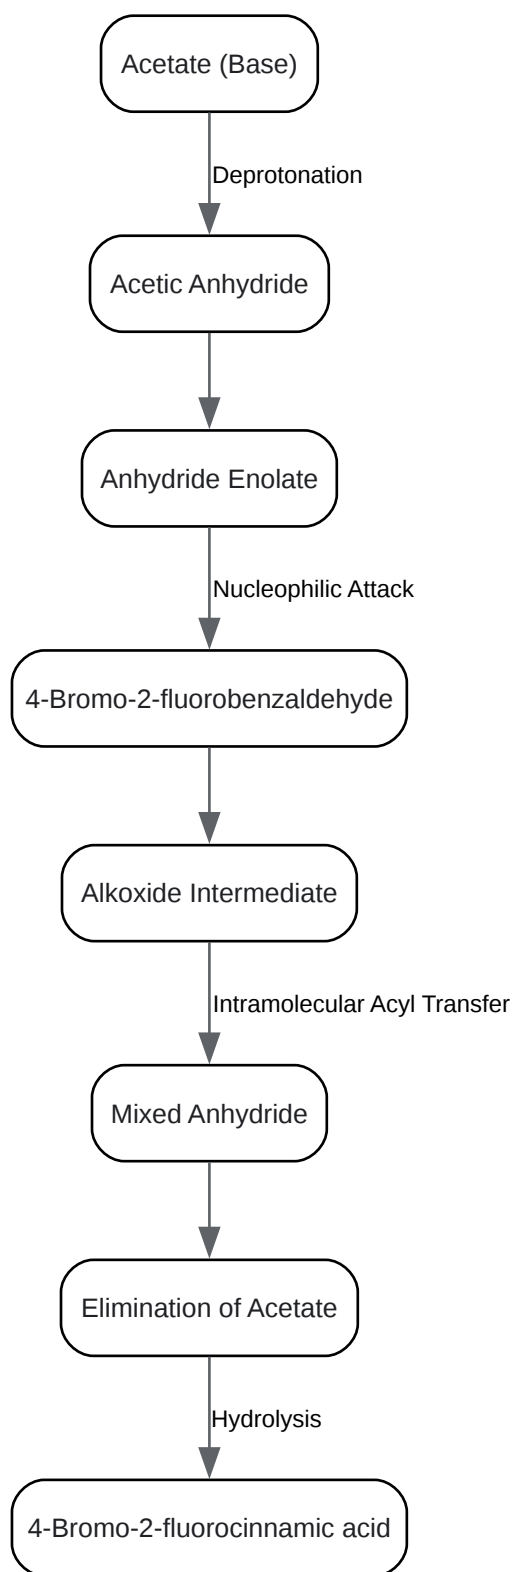 Acetate (Base)
Deprotonation
Acetic Anhydride
Anhydride Enolate
Nucleophilic Attack
4-Bromo-2-fluorobenzaldehyde
Alkoxide Intermediate
Intramolecular Acyl Transfer
Mixed Anhydride
Elimination of Acetate
Hydrolysis
4-Bromo-2-fluorocinnamic acid